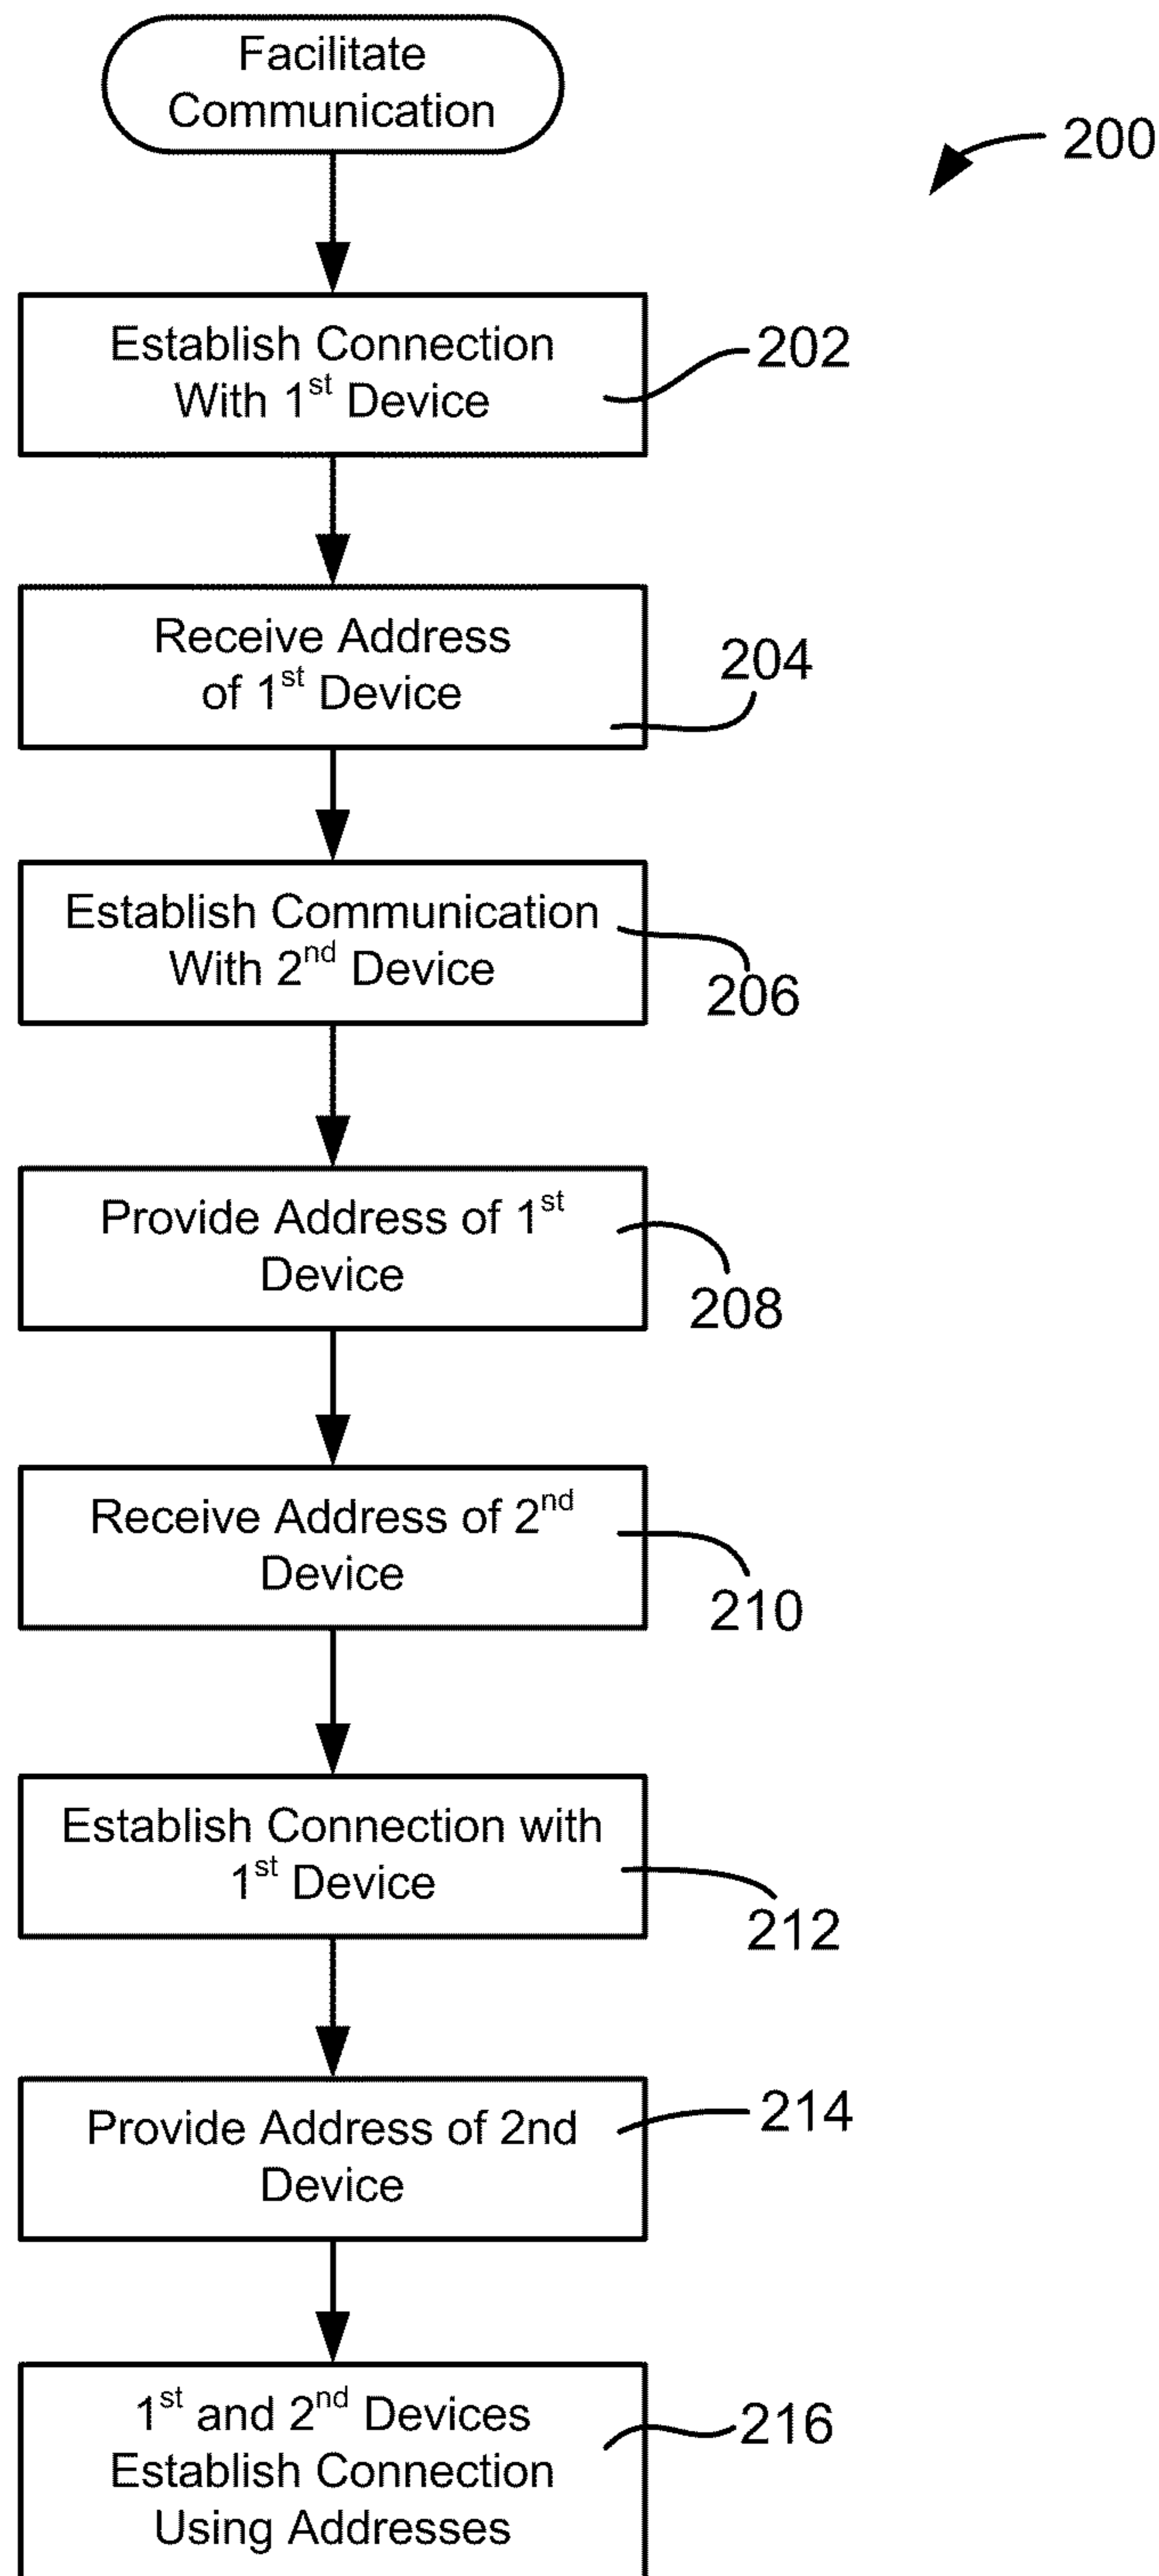 Facilitate
Communication
200
Establish Connection
With 1st Device
202
Receive Address
of 1st Device
204
Establish Communication
With 2nd Device
206
Provide Address of 1st
Device
208
Receive Address of 2nd
Device
210
Establish Connection with
1st Device
212
Provide Address of 2nd
Device
214
1st and 2nd Devices
Establish Connection
Using Addresses
216